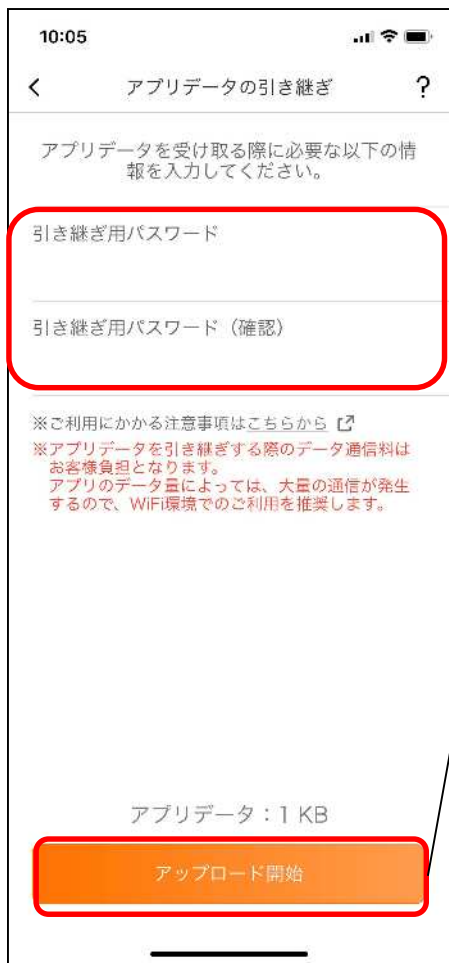 10:05
アプリデータの引き継ぎ ?
アプリデータを受け取る際に必要な以下の情
報を入力してください。
引き継ぎ用パスワード
引き継ぎ用パスワード（確認）
※ご利用にかかる注意事項はこちらから
※アプリデータを引き継ぎする際のデータ通信料は
お客様負担となります。
アプリのデータ量によっては、大量の通信が発生
するので、WiFi環境でのご利用を推奨します。
アプリデータ：1 KB
アップロード開始